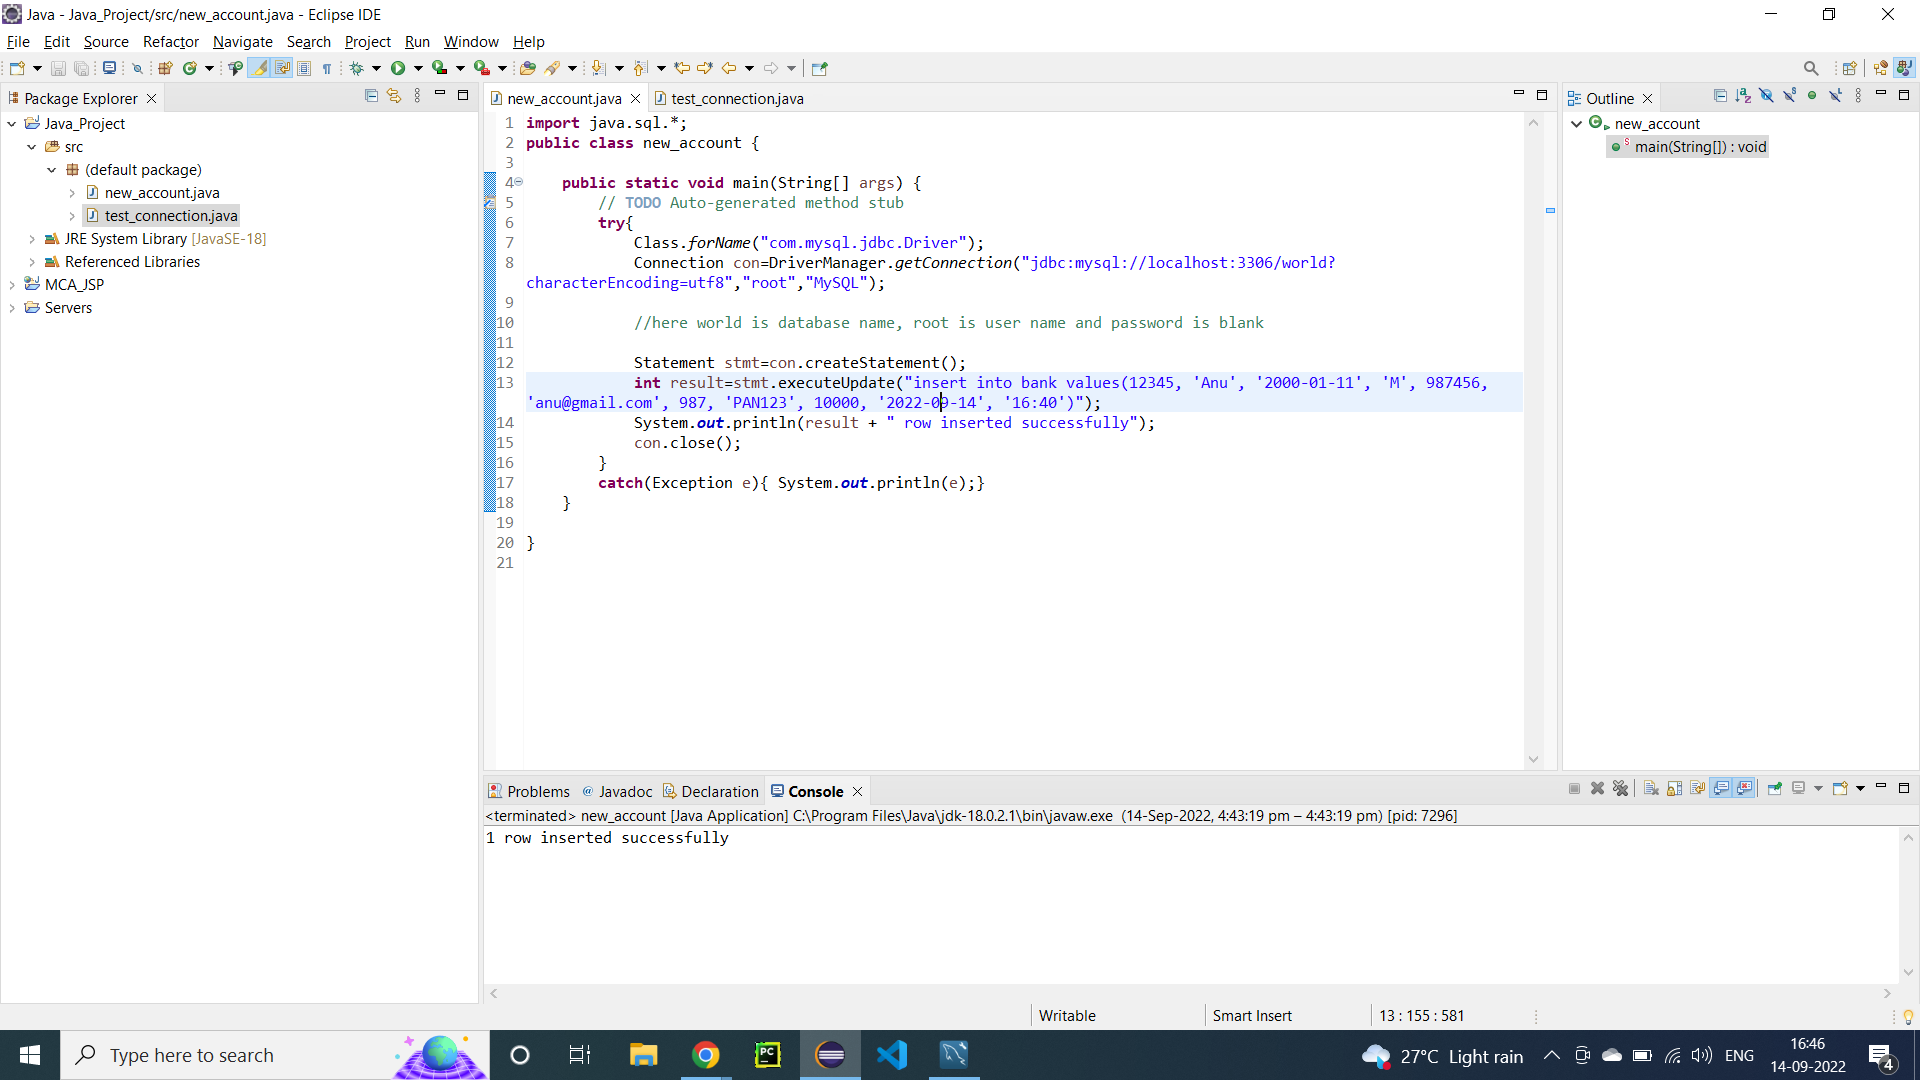 Java - Java_Project/src/new_account.java - Eclipse IDE
File Edit Source Refactor Navigate Search Project Run Window Help
Package Explorer
Java_Project
src
(default package)
new_account.java
test_connection.java
JRE System Library [JavaSE-18]
Referenced Libraries
MCA_JSP
Servers
new_account.java test_connection.java
1 import java.sql.*;
2 public class new_account {
3
4 public static void main(String[] args) {
5 // TODO Auto-generated method stub
6 try{
7 Class.forName("com.mysql.jdbc.Driver");
8 Connection con=DriverManager.getConnection("jdbc:mysql://localhost:3306/world?
characterEncoding=utf8","root","MySQL");
9
10 //here world is database name, root is user name and password is blank
11
12 Statement stmt=con.createStatement();
13 int result=stmt.executeUpdate("insert into bank values(12345, 'Anu', '2000-01-11', 'M', 987456,
'anu@gmail.com', 987, 'PAN123', 10000, '2022-09-14', '16:40')");
14 System.out.println(result + " row inserted successfully");
15 con.close();
16 }
17 catch(Exception e){ System.out.println(e);}
18 }
19
20 }
21
Outline
new_account
main(String[]) : void
Problems Javadoc Declaration Console
<terminated> new_account [Java Application] C:\Program Files\Java\jdk-18.0.2.1\bin\javaw.exe (14-Sep-2022, 4:43:19 pm – 4:43:19 pm) [pid: 7296]
1 row inserted successfully
Writable Smart Insert 13 : 155 : 581
Type here to search
PC
27°C Light rain
ENG
16:46
14-09-2022
4